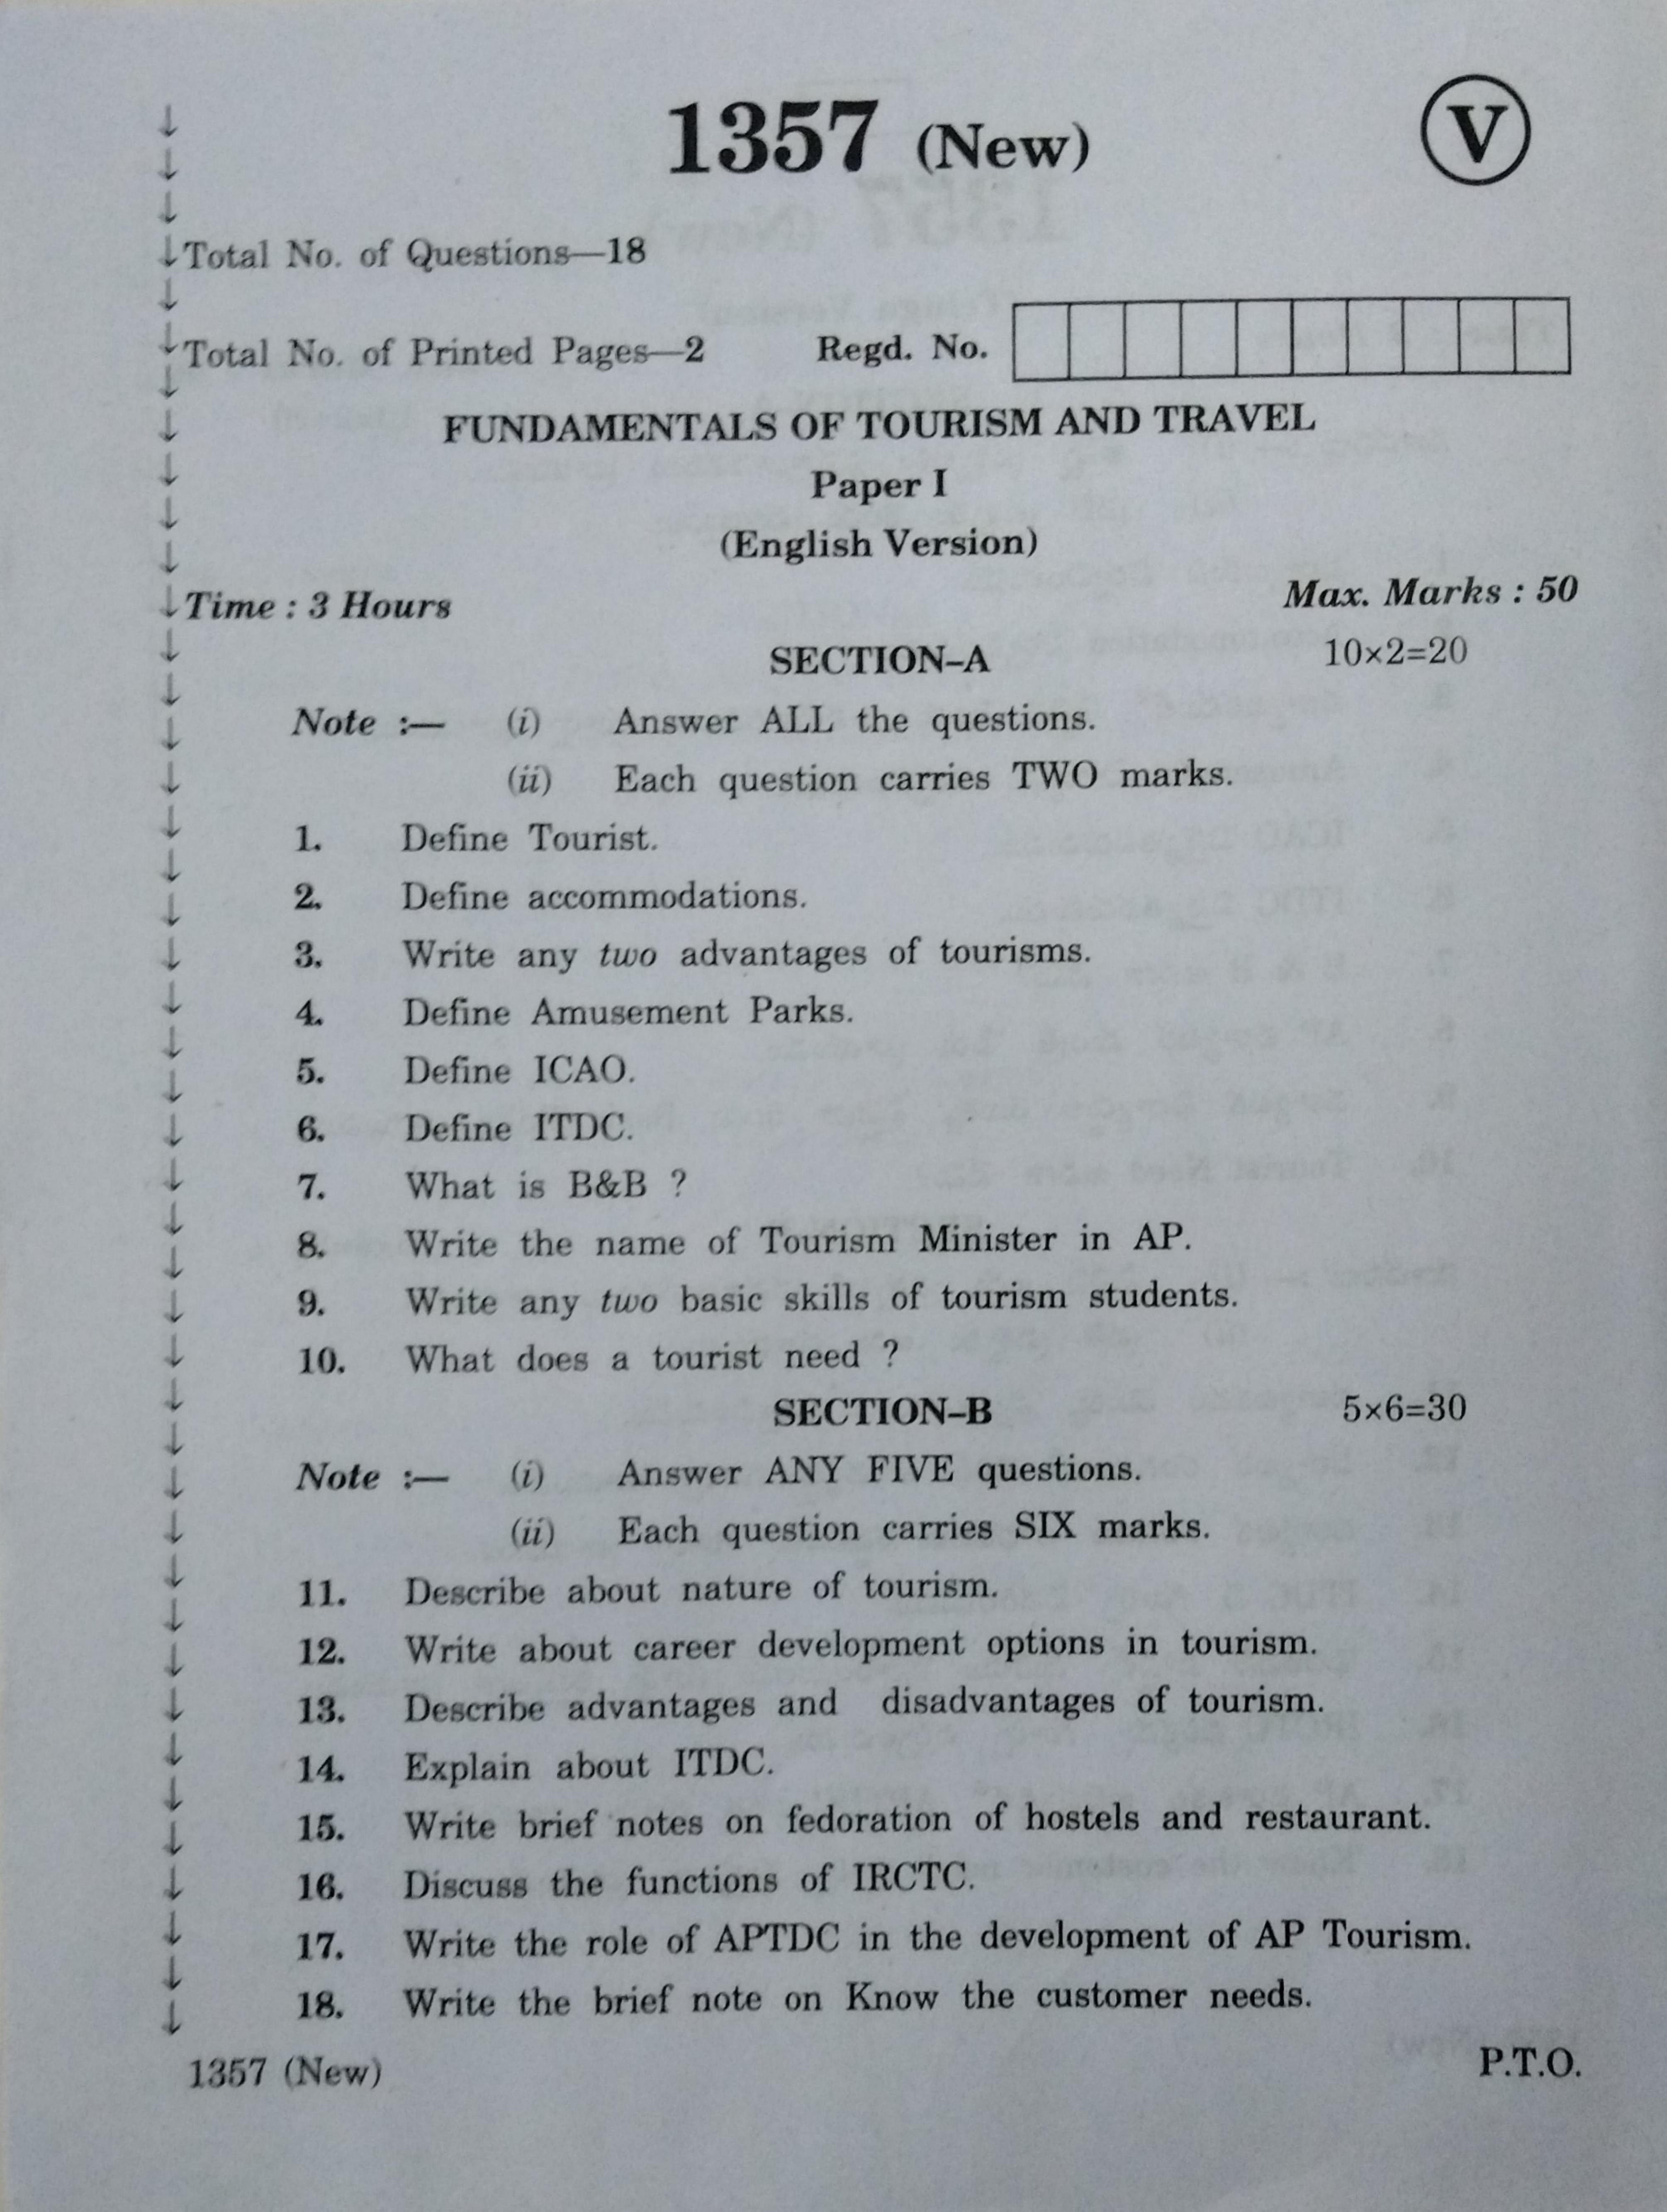 1357 (New)
V
Total No. of Questions—18
Total No. of Printed Pages—2 Regd. No.
FUNDAMENTALS OF TOURISM AND TRAVEL
Paper I
(English Version)
Time : 3 Hours Max. Marks : 50
SECTION–A 10×2=20
Note :— (i) Answer ALL the questions.
(ii) Each question carries TWO marks.
1. Define Tourist.
2. Define accommodations.
3. Write any two advantages of tourisms.
4. Define Amusement Parks.
5. Define ICAO.
6. Define ITDC.
7. What is B&B ?
8. Write the name of Tourism Minister in AP.
9. Write any two basic skills of tourism students.
10. What does a tourist need ?
SECTION–B 5×6=30
Note :— (i) Answer ANY FIVE questions.
(ii) Each question carries SIX marks.
11. Describe about nature of tourism.
12. Write about career development options in tourism.
13. Describe advantages and disadvantages of tourism.
14. Explain about ITDC.
15. Write brief notes on fedoration of hostels and restaurant.
16. Discuss the functions of IRCTC.
17. Write the role of APTDC in the development of AP Tourism.
18. Write the brief note on Know the customer needs.
1357 (New) P.T.O.